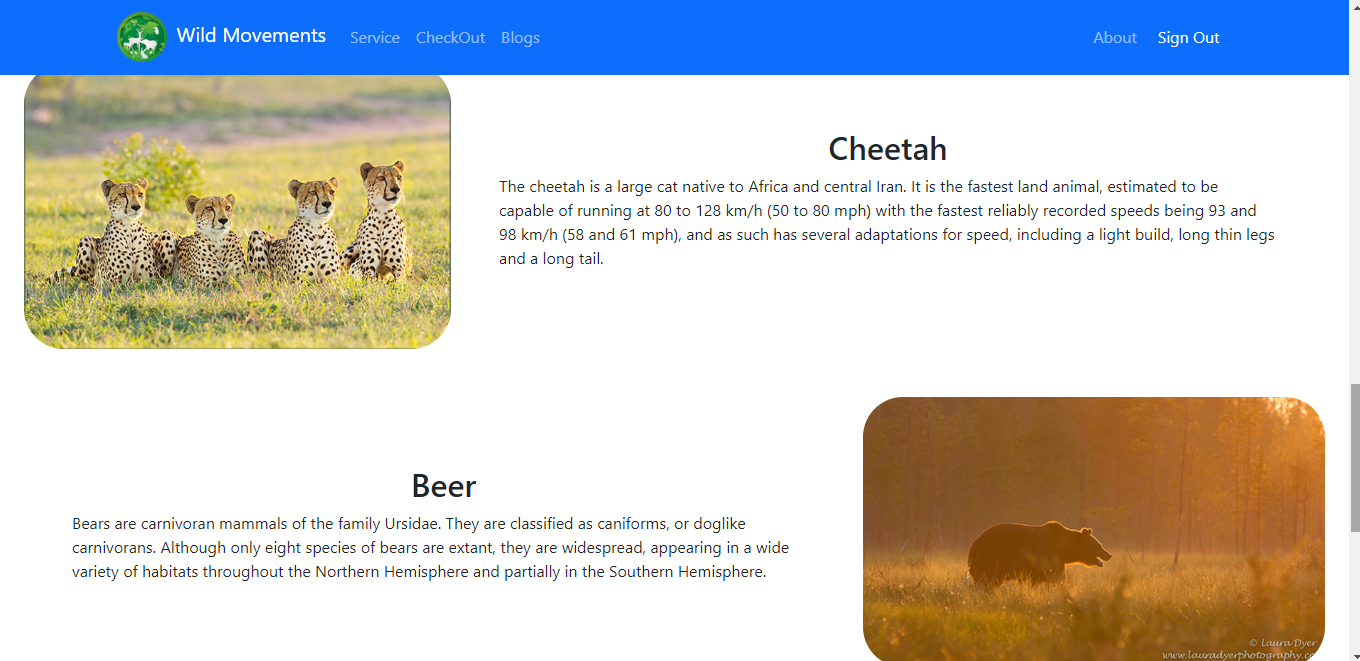 Wild Movements Service CheckOut Blogs About Sign Out
Cheetah
The cheetah is a large cat native to Africa and central Iran. It is the fastest land animal, estimated to be
capable of running at 80 to 128 km/h (50 to 80 mph) with the fastest reliably recorded speeds being 93 and
98 km/h (58 and 61 mph), and as such has several adaptations for speed, including a light build, long thin legs
and a long tail.
Beer
Bears are carnivoran mammals of the family Ursidae. They are classified as caniforms, or doglike
carnivorans. Although only eight species of bears are extant, they are widespread, appearing in a wide
variety of habitats throughout the Northern Hemisphere and partially in the Southern Hemisphere.
© Laura Dyer
www.lauradyerphotography.co